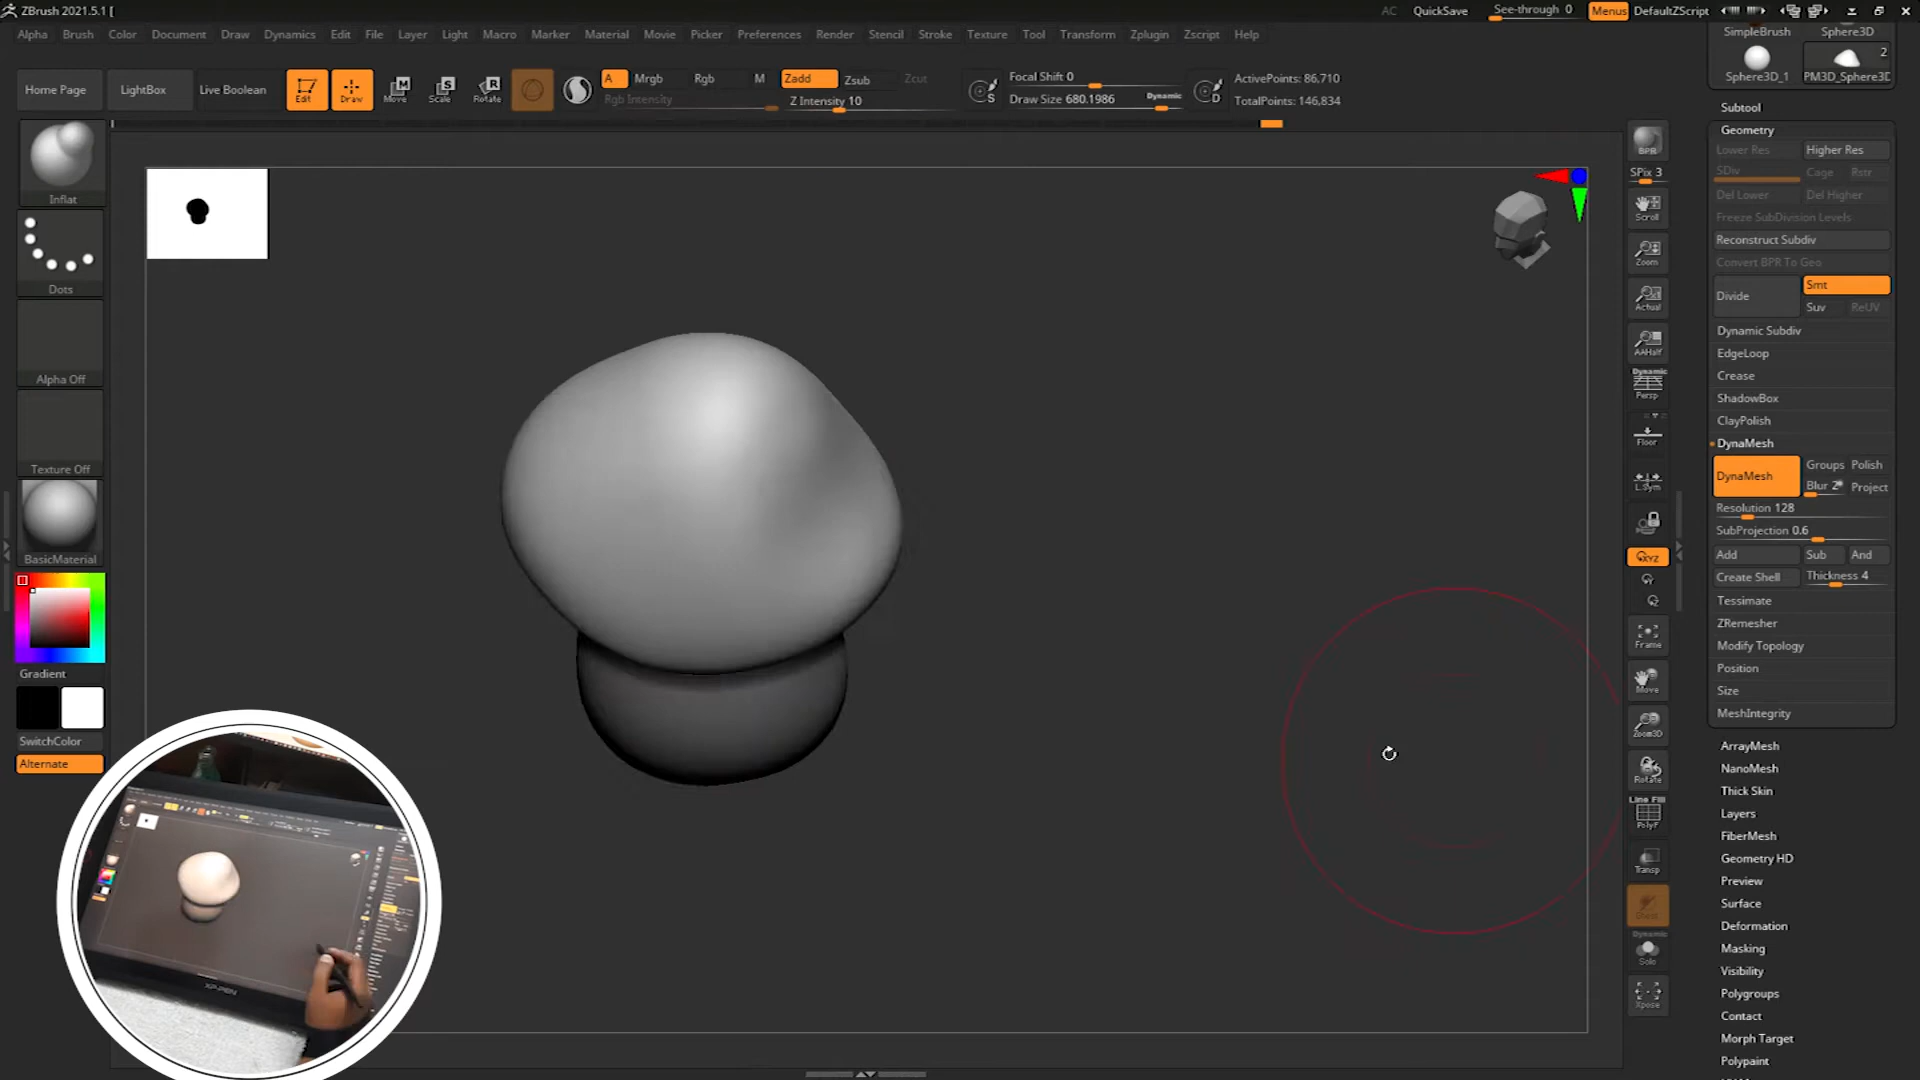 ZBrush 2021.5.1 [
AC QuickSave See-through 0 Menus DefaultZScript
Alpha Brush Color Document Draw Dynamics Edit File Layer Light Macro Marker Material Movie Picker Preferences Render Stencil Stroke Texture Tool Transform Zplugin Zscript Help
Home Page LightBox Live Boolean Edit Draw Move Scale Rotate
A Mrgb Rgb M Zadd Zsub Zcut
Rgb Intensity Z Intensity 10
Focal Shift 0
Draw Size 680.1986 Dynamic
S
D
ActivePoints: 86,710
TotalPoints: 146,834
Inflat
Dots
Alpha Off
Texture Off
BasicMaterial
Gradient
SwitchColor
Alternate
XP-PEN
BPR
SPix 3
Scroll
Zoom
Actual
AAHalf
Dynamic
Persp
Floor
L.Sym
XYZ
Frame
Move
Zoom3D
Rotate
Line Fill
PolyF
Transp
Ghost
Dynamic
Solo
Xpose
SimpleBrush Sphere3D
2
Sphere3D_1 PM3D_Sphere3D
Subtool
Geometry
Lower Res Higher Res
SDiv Cage Rstr
Del Lower Del Higher
Freeze SubDivision Levels
Reconstruct Subdiv
Convert BPR To Geo
Divide Smt
Suv ReUV
Dynamic Subdiv
EdgeLoop
Crease
ShadowBox
ClayPolish
DynaMesh
DynaMesh Groups Polish
Blur 2 Project
Resolution 128
SubProjection 0.6
Add Sub And
Create Shell Thickness 4
Tessimate
ZRemesher
Modify Topology
Position
Size
MeshIntegrity
ArrayMesh
NanoMesh
Thick Skin
Layers
FiberMesh
Geometry HD
Preview
Surface
Deformation
Masking
Visibility
Polygroups
Contact
Morph Target
Polypaint